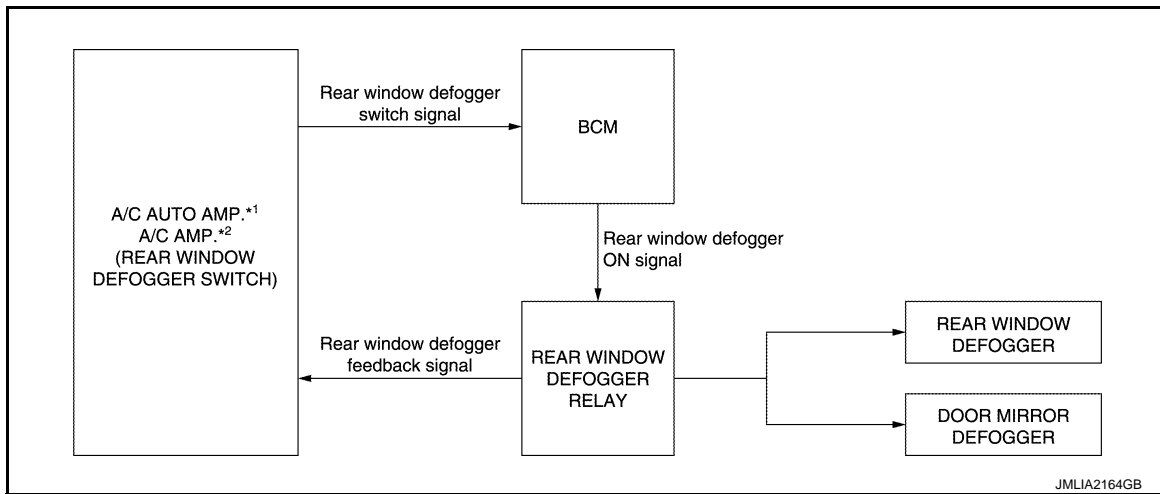 Rear window defogger
switch signal
BCM
A/C AUTO AMP.*1
A/C AMP.*2
(REAR WINDOW
DEFOGGER SWITCH)
Rear window defogger
ON signal
Rear window defogger
feedback signal
REAR WINDOW
DEFOGGER
RELAY
REAR WINDOW
DEFOGGER
DOOR MIRROR
DEFOGGER
JMLIA2164GB